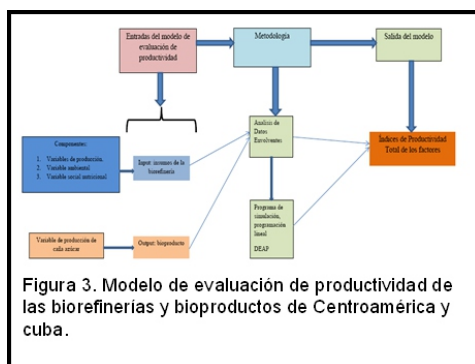 Entradas del modelo de
evaluación de
productividad
Metodología
Salida del modelo
Componentes:
1. Variables de producción.
2. Variable ambiental
3. Variable social nutricional
Input: insumos de la
biorefinería
Analisis de
Datos
Envolventes
Índices de Productividad
Total de los factores
Variable de producción de
caña azúcar
Output: bioproducto
Programa de
simulación,
programación
lineal
DEAP
Figura 3. Modelo de evaluación de productividad de
las biorefinerías y bioproductos de Centroamérica y
cuba.